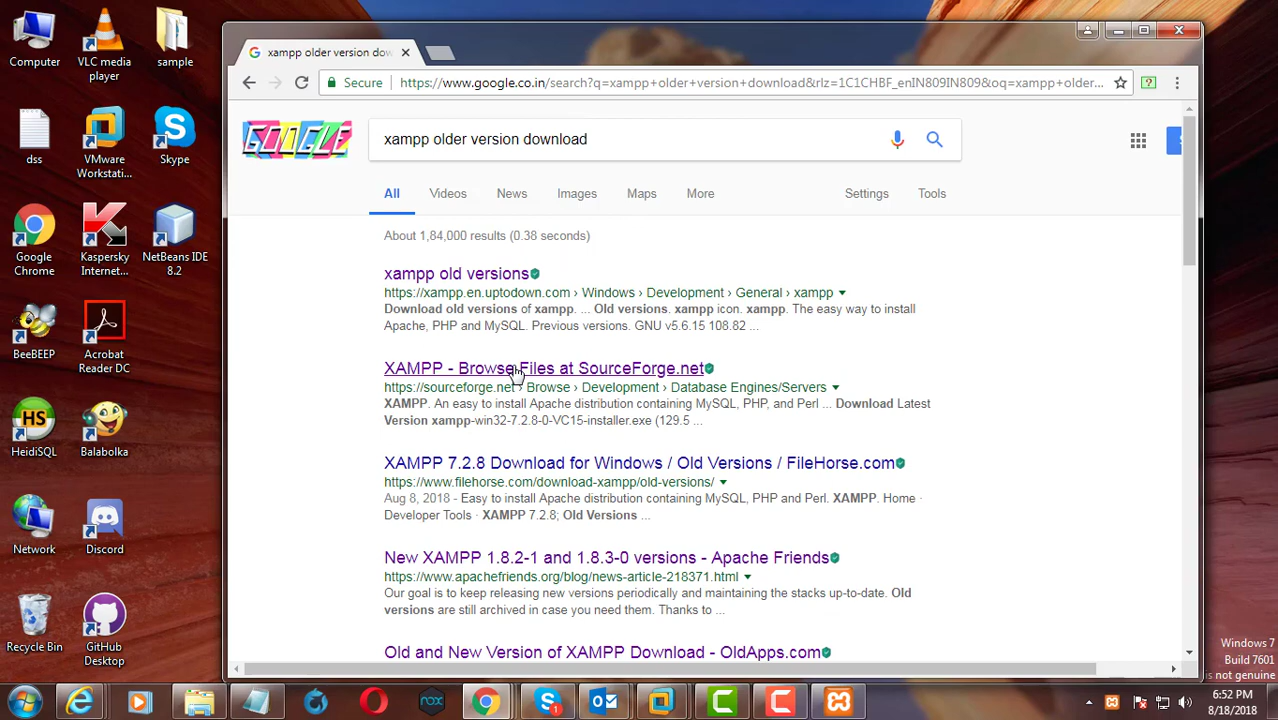 Computer
VLC media player
sample
dss
VMware Workstati...
Skype
Google Chrome
Kaspersky Internet...
NetBeans IDE 8.2
BeeBEEP
Acrobat Reader DC
HeidiSQL
Balabolka
Network
Discord
Recycle Bin
GitHub Desktop
xampp older version dow
Secure
https://www.google.co.in/search?q=xampp+older+version+download&rlz=1C1CHBF_enIN809IN809&oq=xampp+older...
GOOGLE
xampp older version download
All Videos News Images Maps More Settings Tools
About 1,84,000 results (0.38 seconds)
xampp old versions
https://xampp.en.uptodown.com › Windows › Development › General › xampp
Download old versions of xampp. ... Old versions. xampp icon. xampp. The easy way to install
Apache, PHP and MySQL. Previous versions. GNU v5.6.15 108.82 ...
XAMPP - Browse Files at SourceForge.net
https://sourceforge.net › Browse › Development › Database Engines/Servers
XAMPP. An easy to install Apache distribution containing MySQL, PHP, and Perl ... Download Latest
Version xampp-win32-7.2.8-0-VC15-installer.exe (129.5 ...
XAMPP 7.2.8 Download for Windows / Old Versions / FileHorse.com
https://www.filehorse.com/download-xampp/old-versions/
Aug 8, 2018 - Easy to install Apache distribution containing MySQL, PHP and Perl. XAMPP. Home ·
Developer Tools · XAMPP 7.2.8; Old Versions ...
New XAMPP 1.8.2-1 and 1.8.3-0 versions - Apache Friends
https://www.apachefriends.org/blog/news-article-218371.html
Our goal is to keep releasing new versions periodically and maintaining the stacks up-to-date. Old
versions are still archived in case you need them. Thanks to ...
Old and New Version of XAMPP Download - OldApps.com
Windows 7
Build 7601
is not genuine
6:52 PM
8/18/2018